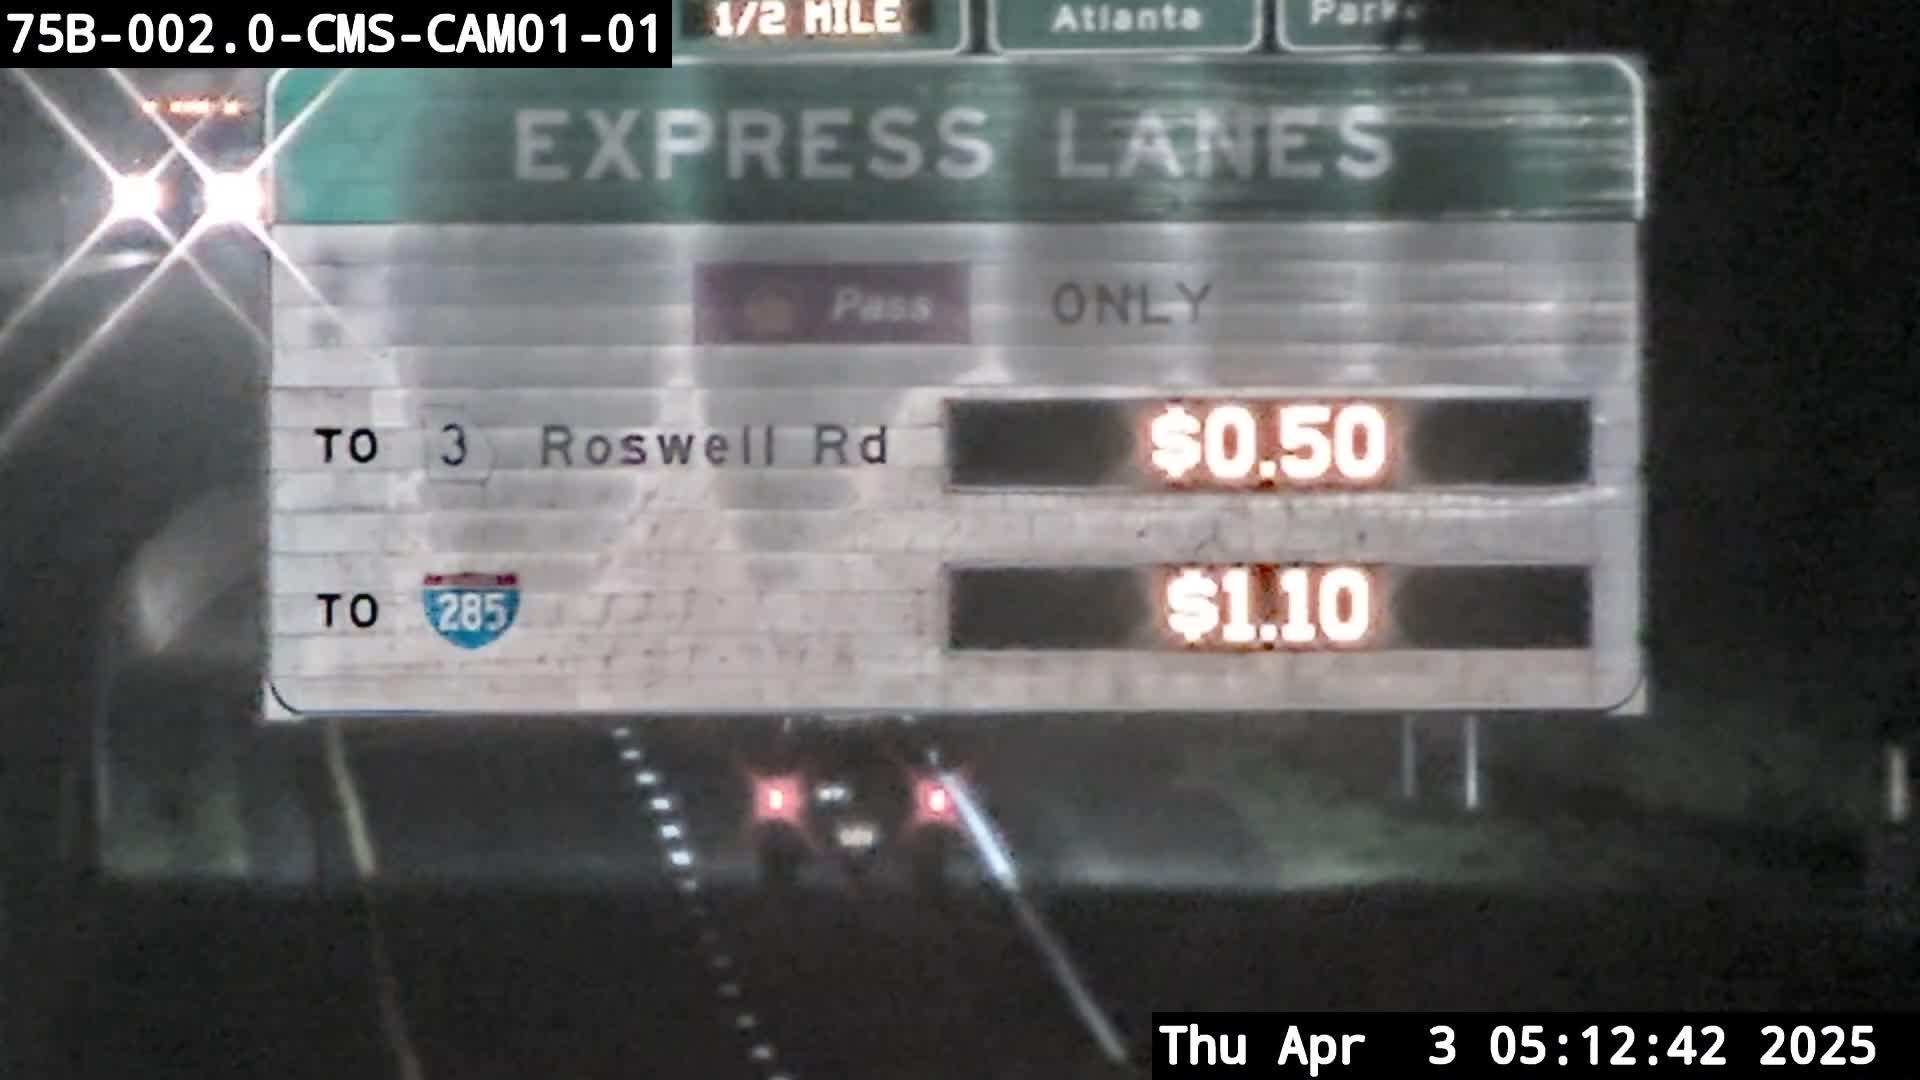 75B-002.0-CMS-CAM01-01
1/2 MILE
Atlanta
EXPRESS LANES
Pass ONLY
TO 3 Roswell Rd $0.50
TO 285 $1.10
Thu Apr 3 05:12:42 2025